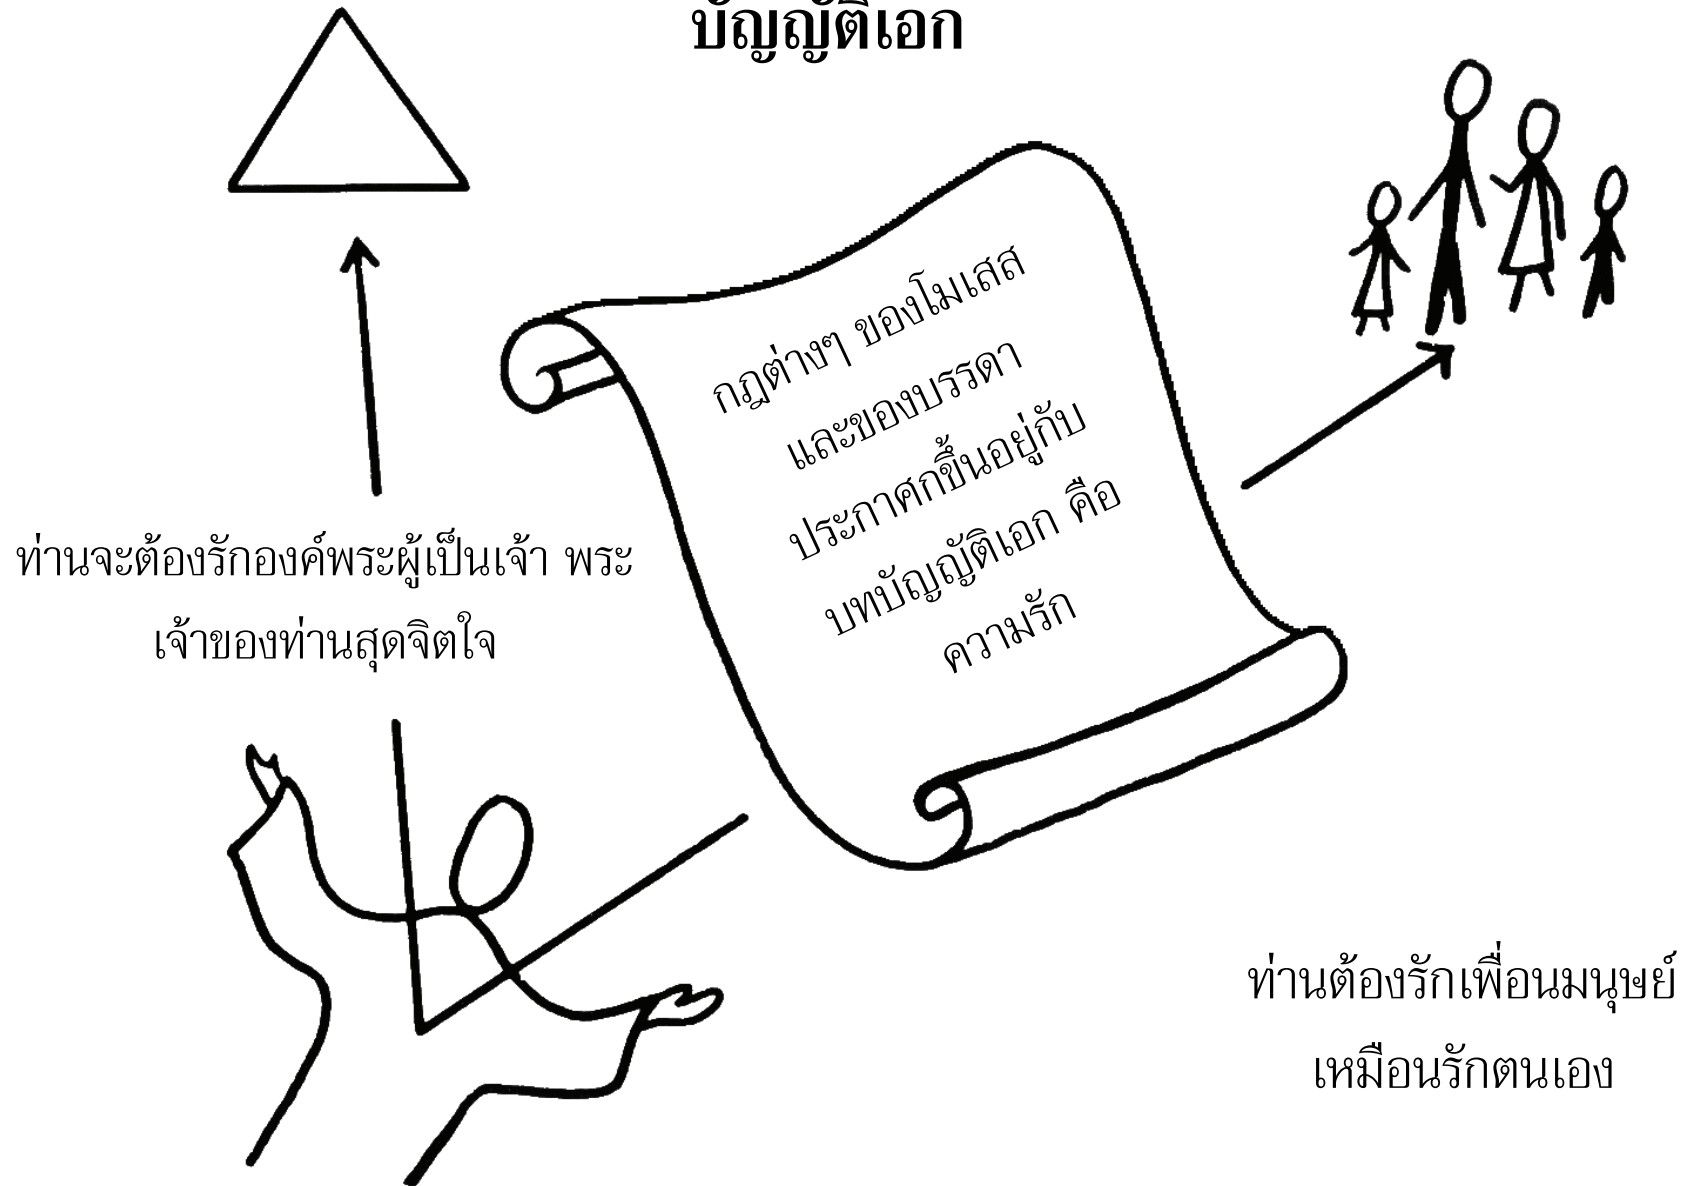 บัญญัติเอก
กฎต่างๆ ของโมเสส
และของบรรดา
ประกาศกขึ้นอยู่กับ
บทบัญญัติเอก คือ
ความรัก
ท่านจะต้องรักองค์พระผู้เป็นเจ้า พระ
เจ้าของท่านสุดจิตใจ
ท่านต้องรักเพื่อนมนุษย์
เหมือนรักตนเอง